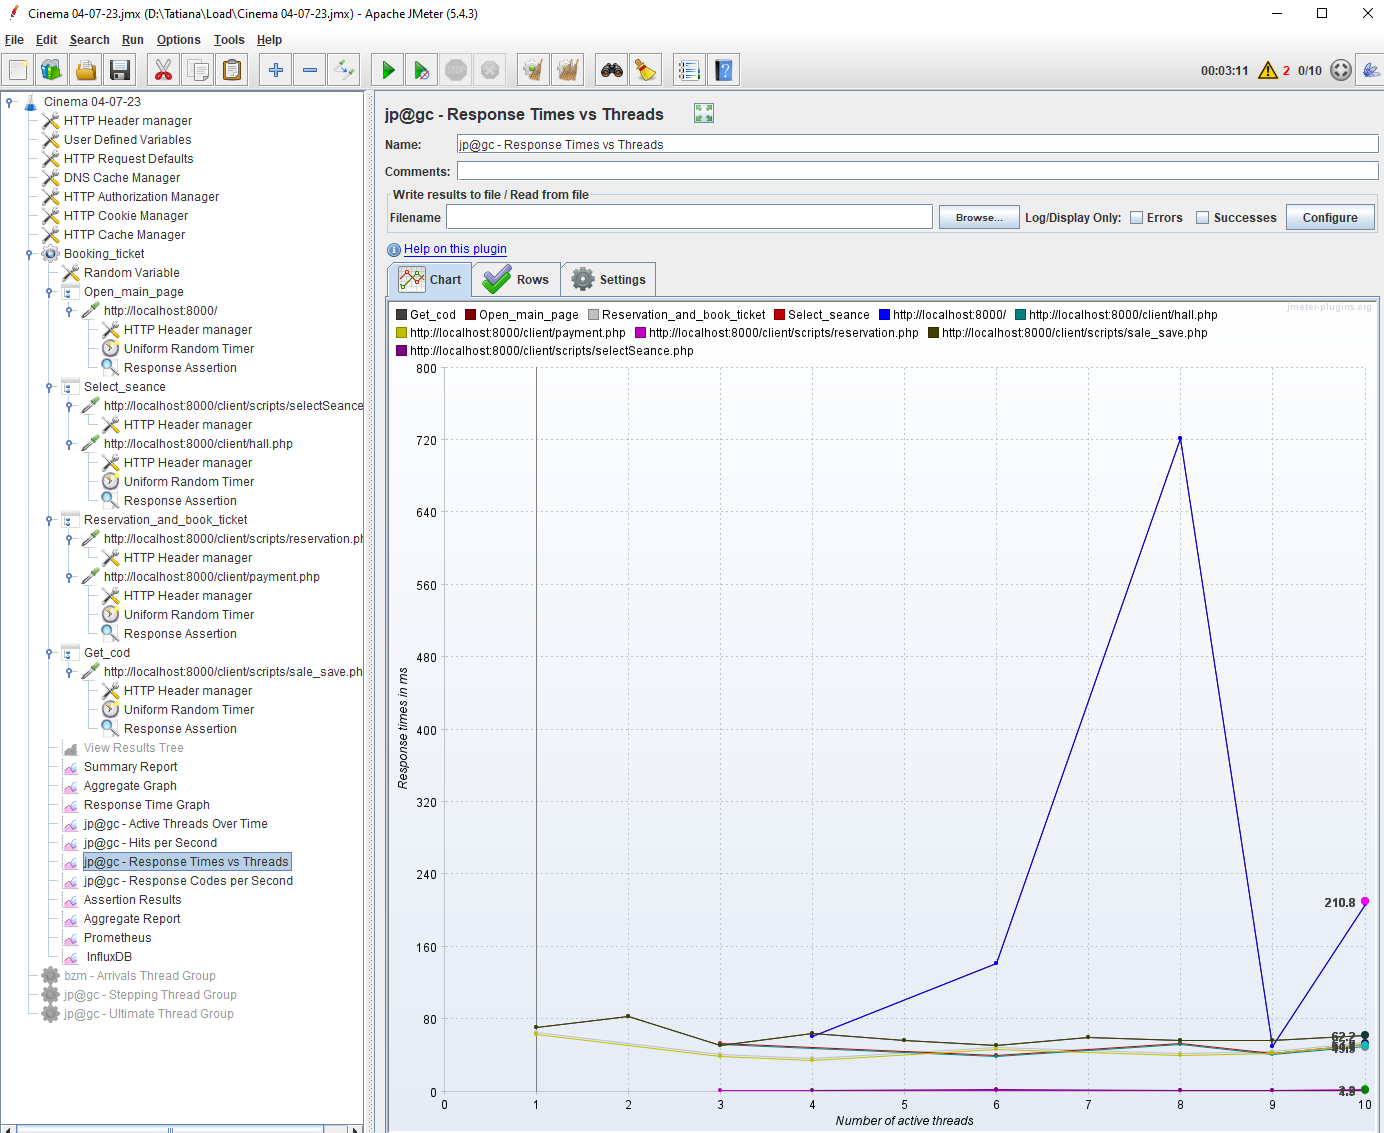 Cinema 04-07-23.jmx (D:\Tatiana\Load\Cinema 04-07-23.jmx) - Apache JMeter (5.4.3)
File Edit Search Run Options Tools Help
STOP
00:03:11 2 0/10
Cinema 04-07-23
HTTP Header manager
User Defined Variables
HTTP Request Defaults
DNS Cache Manager
HTTP Authorization Manager
HTTP Cookie Manager
HTTP Cache Manager
Booking_ticket
Random Variable
Open_main_page
http://localhost:8000/
HTTP Header manager
Uniform Random Timer
Response Assertion
Select_seance
http://localhost:8000/client/scripts/selectSeance
HTTP Header manager
http://localhost:8000/client/hall.php
HTTP Header manager
Uniform Random Timer
Response Assertion
Reservation_and_book_ticket
http://localhost:8000/client/scripts/reservation.ph
HTTP Header manager
http://localhost:8000/client/payment.php
HTTP Header manager
Uniform Random Timer
Response Assertion
Get_cod
http://localhost:8000/client/scripts/sale_save.ph
HTTP Header manager
Uniform Random Timer
Response Assertion
View Results Tree
Summary Report
Aggregate Graph
Response Time Graph
jp@gc - Active Threads Over Time
jp@gc - Hits per Second
jp@gc - Response Times vs Threads
jp@gc - Response Codes per Second
Assertion Results
Aggregate Report
Prometheus
InfluxDB
bzm - Arrivals Thread Group
jp@gc - Stepping Thread Group
jp@gc - Ultimate Thread Group
jp@gc - Response Times vs Threads
Name: jp@gc - Response Times vs Threads
Comments:
Write results to file / Read from file
Filename Browse... Log/Display Only: Errors Successes Configure
Help on this plugin
Chart Rows Settings
jmeter-plugins.org
Get_cod Open_main_page Reservation_and_book_ticket Select_seance http://localhost:8000/ http://localhost:8000/client/hall.php
http://localhost:8000/client/payment.php http://localhost:8000/client/scripts/reservation.php http://localhost:8000/client/scripts/sale_save.php
http://localhost:8000/client/scripts/selectSeance.php
800
720
640
560
480
400
320
240
160
80
0
Response times in ms
210.8
62.2
0 1 2 3 4 5 6 7 8 9 10
Number of active threads